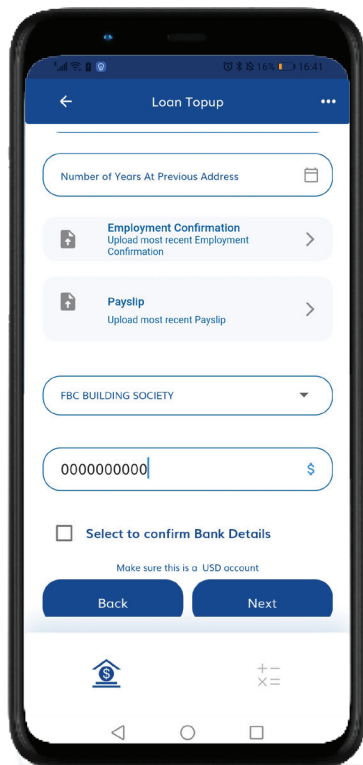 16% 16:41
Loan Topup
Number of Years At Previous Address
Employment Confirmation
Upload most recent Employment
Confirmation
Payslip
Upload most recent Payslip
FBC BUILDING SOCIETY
0000000000 $
Select to confirm Bank Details
Make sure this is a USD account
Back Next